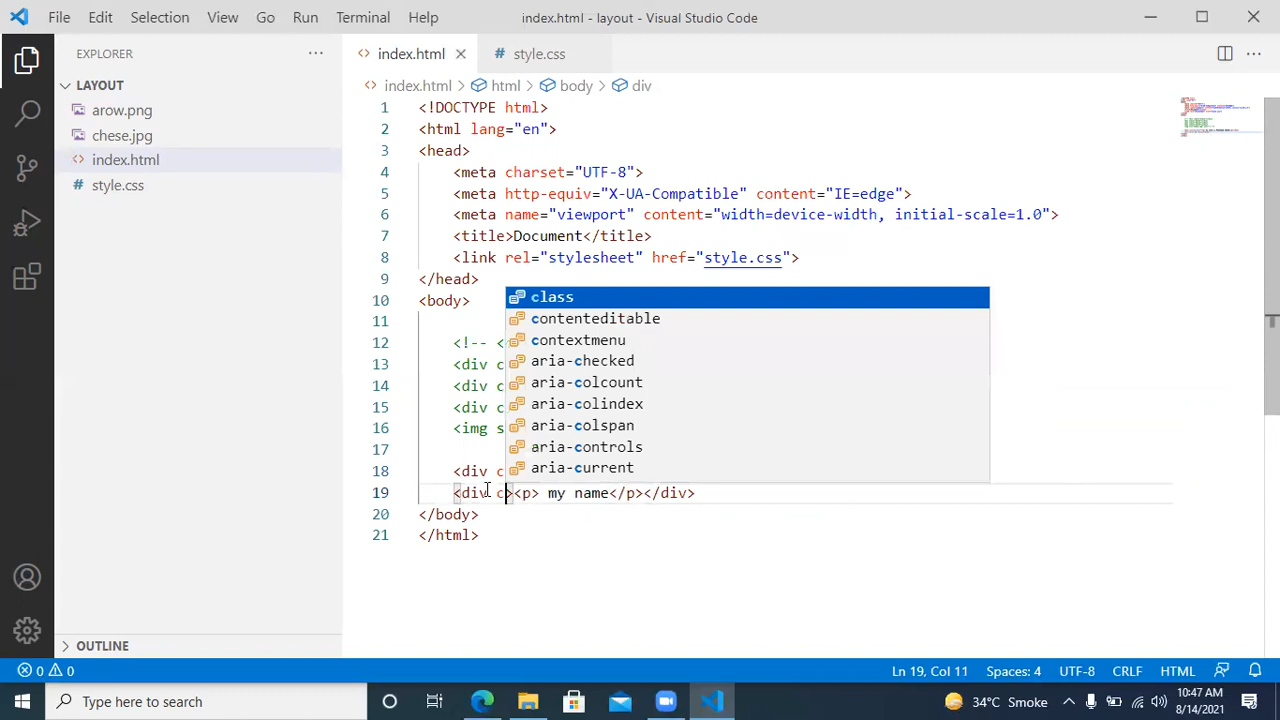 File Edit Selection View Go Run Terminal Help index.html - layout - Visual Studio Code
EXPLORER
LAYOUT
arow.png
chese.jpg
index.html
style.css
OUTLINE
index.html style.css
index.html > html > body > div
1 <!DOCTYPE html>
2 <html lang="en">
3 <head>
4 <meta charset="UTF-8">
5 <meta http-equiv="X-UA-Compatible" content="IE=edge">
6 <meta name="viewport" content="width=device-width, initial-scale=1.0">
7 <title>Document</title>
8 <link rel="stylesheet" href="style.css">
9 </head>
10 <body>
11
12 <!-- <
13 <div c
14 <div c
15 <div c
16 <img s
17
18 <div c
19 <div c><p> my name</p></div>
20 </body>
21 </html>
class
contenteditable
contextmenu
aria-checked
aria-colcount
aria-colindex
aria-colspan
aria-controls
aria-current
0 0 Ln 19, Col 11 Spaces: 4 UTF-8 CRLF HTML
Type here to search 34°C Smoke 10:47 AM
8/14/2021